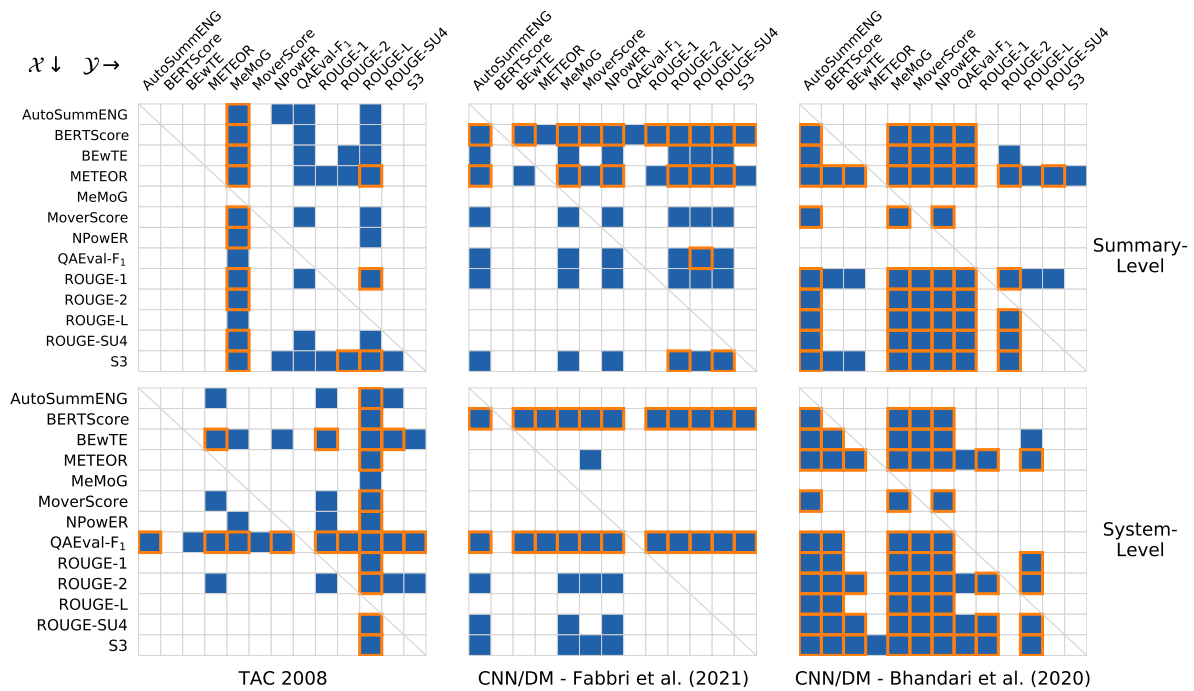 𝒳 ↓ 𝒴 →
AutoSummENG
BERTScore
BEwTE
METEOR
MeMoG
MoverScore
NPowER
QAEval-F₁
ROUGE-1
ROUGE-2
ROUGE-L
ROUGE-SU4
S3
AutoSummENG
BERTScore
BEwTE
METEOR
MeMoG
MoverScore
NPowER
QAEval-F₁
ROUGE-1
ROUGE-2
ROUGE-L
ROUGE-SU4
S3
AutoSummENG
BERTScore
BEwTE
METEOR
MeMoG
MoverScore
NPowER
QAEval-F₁
ROUGE-1
ROUGE-2
ROUGE-L
ROUGE-SU4
S3
AutoSummENG
BERTScore
BEwTE
METEOR
MeMoG
MoverScore
NPowER
QAEval-F₁
ROUGE-1
ROUGE-2
ROUGE-L
ROUGE-SU4
S3
Summary-
Level
AutoSummENG
BERTScore
BEwTE
METEOR
MeMoG
MoverScore
NPowER
QAEval-F₁
ROUGE-1
ROUGE-2
ROUGE-L
ROUGE-SU4
S3
System-
Level
TAC 2008
CNN/DM - Fabbri et al. (2021)
CNN/DM - Bhandari et al. (2020)